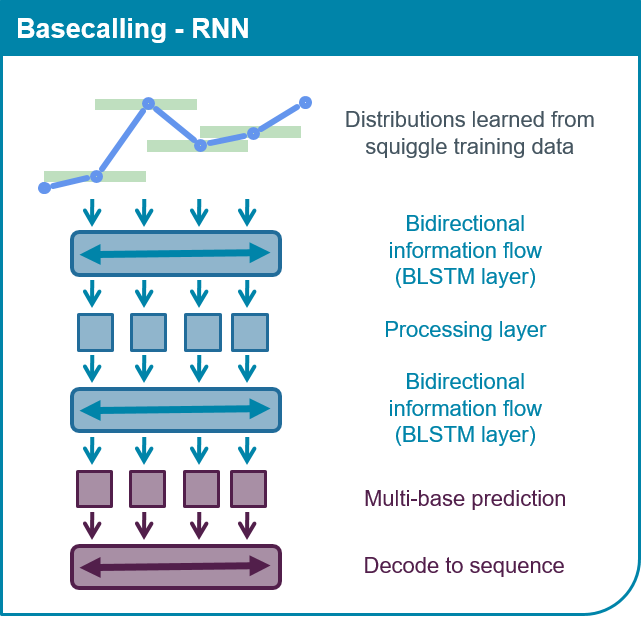 Basecalling - RNN
Distributions learned from
squiggle training data
Bidirectional
information flow
(BLSTM layer)
Processing layer
Bidirectional
information flow
(BLSTM layer)
Multi-base prediction
Decode to sequence